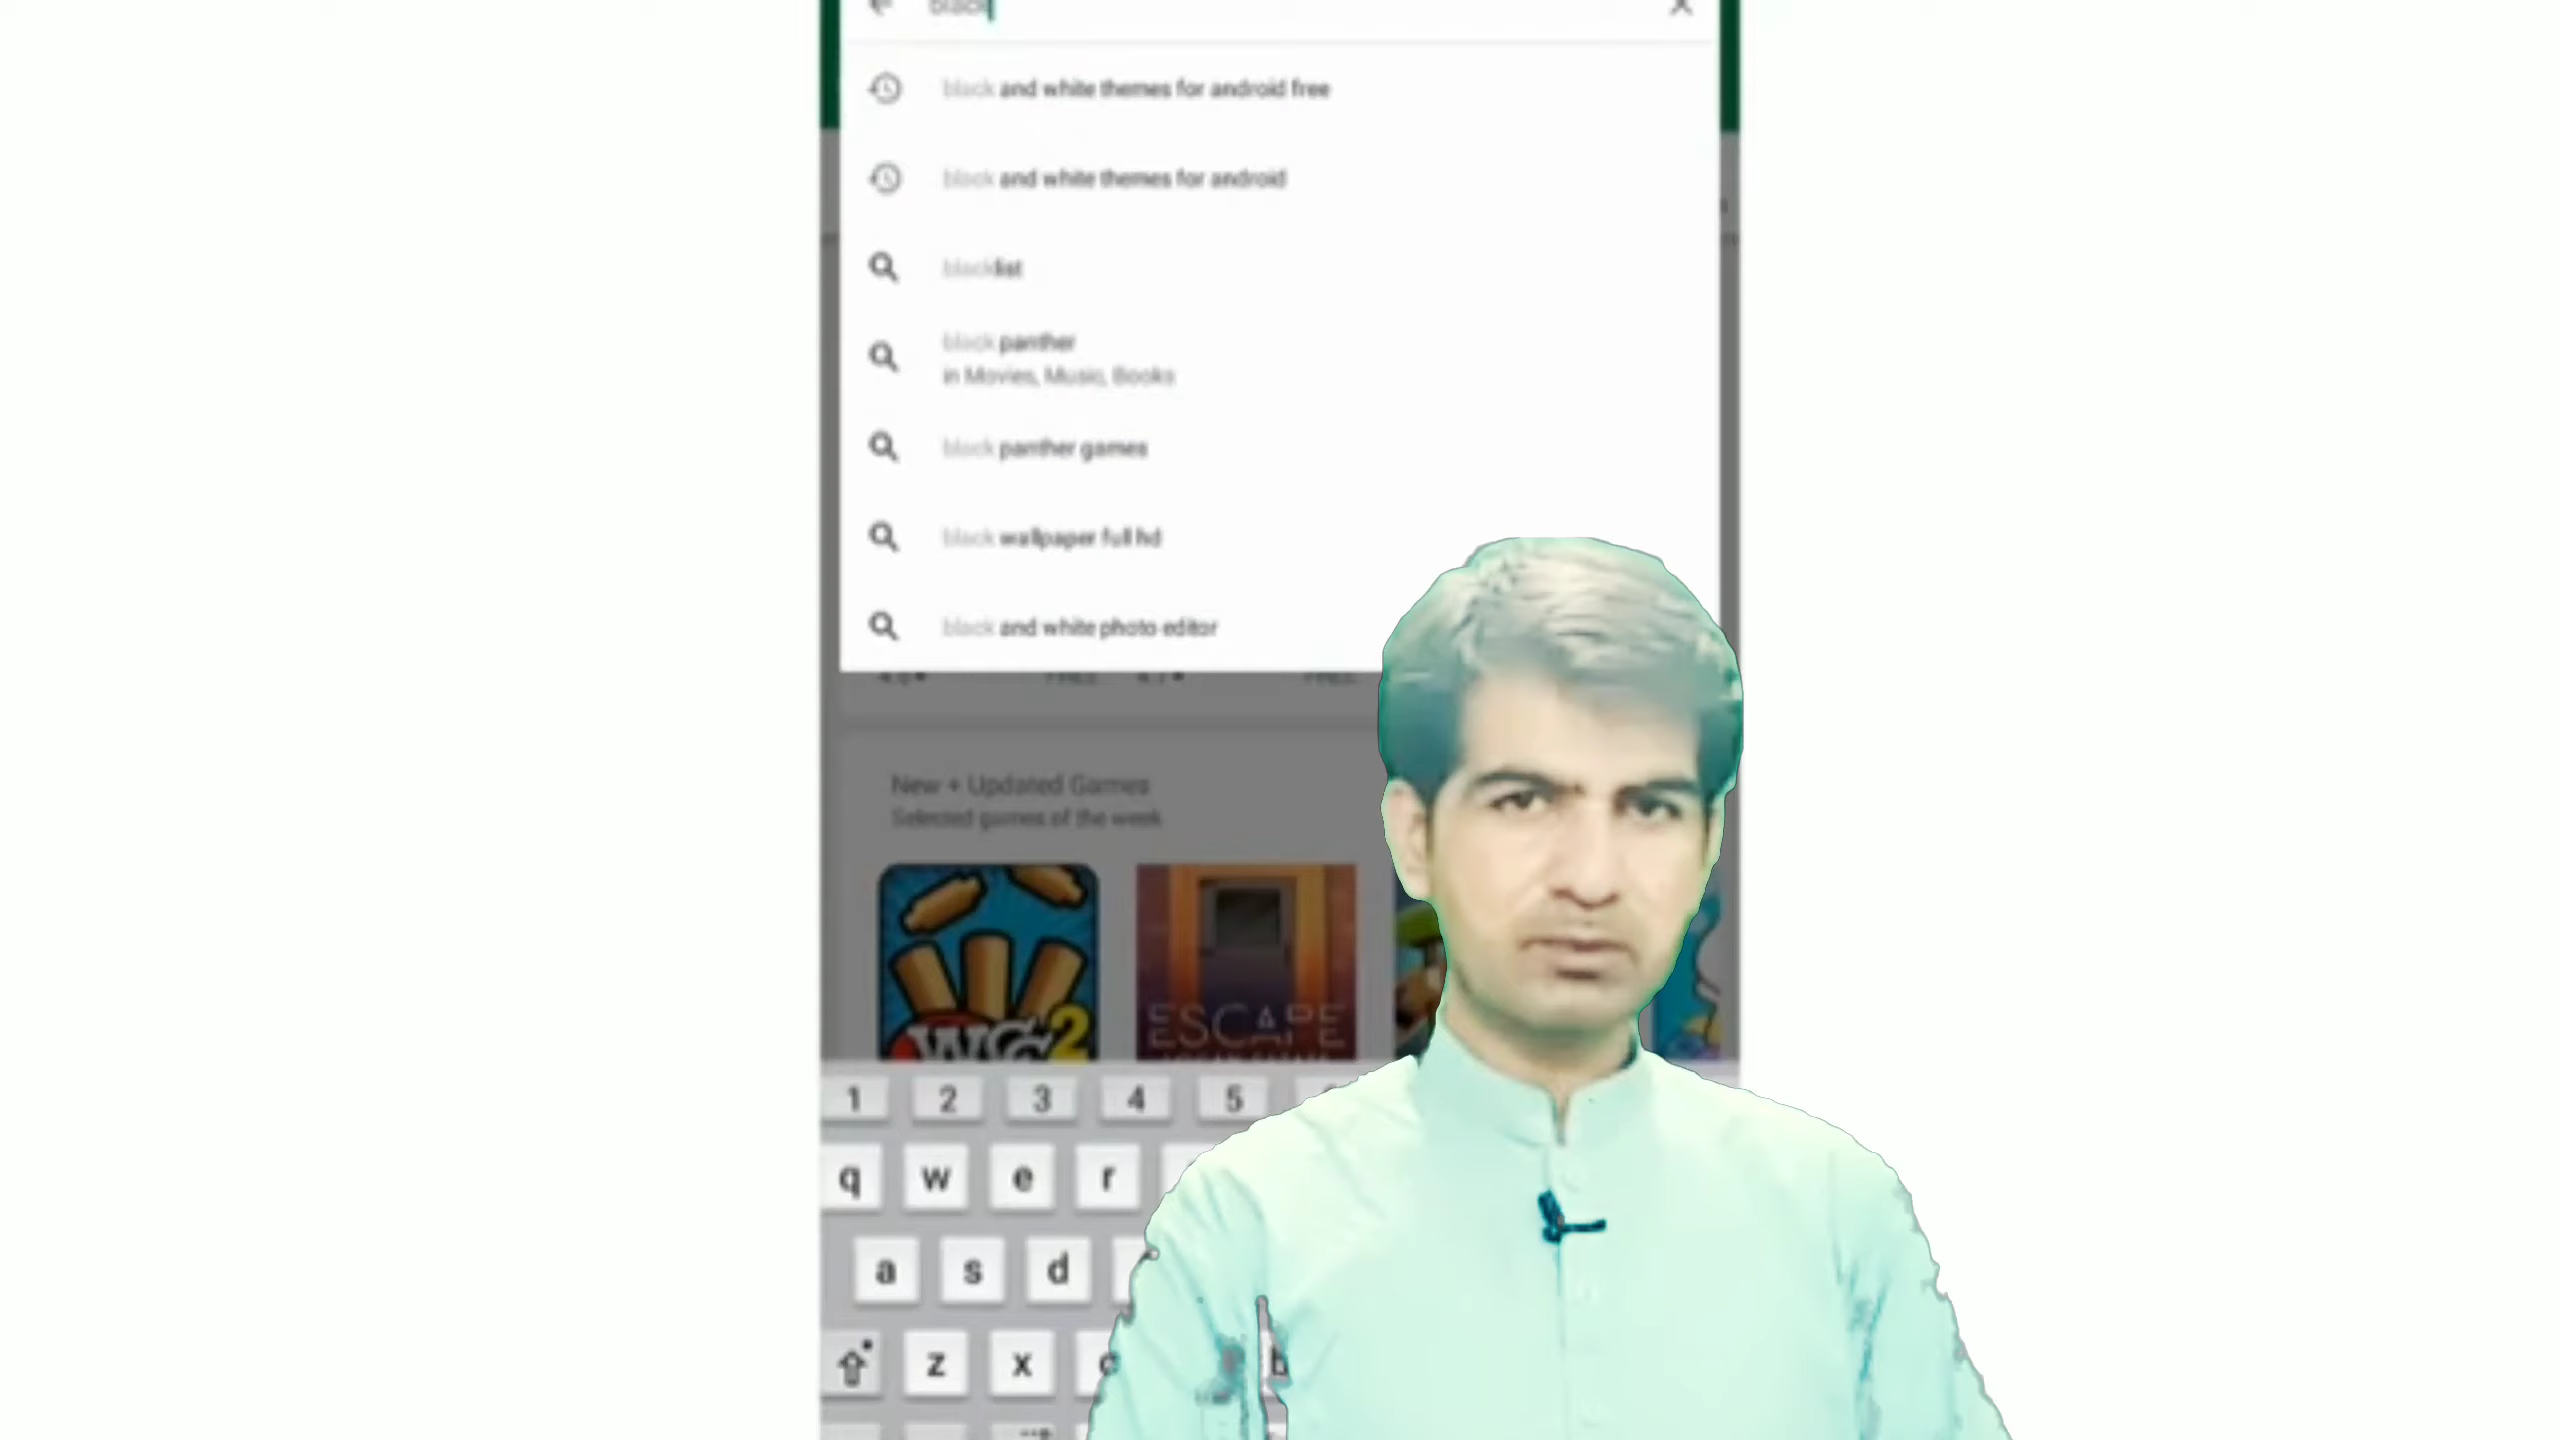 black
black and white themes for android free
black and white themes for android
blacklist
black panther
in Movies, Music, Books
black panther games
black wallpaper full hd
black and white photo editor
New + Updated Games
Selected games of the week
WCC2
ESCAPE
1 2 3 4 5
q w e r
a s d
z x c b